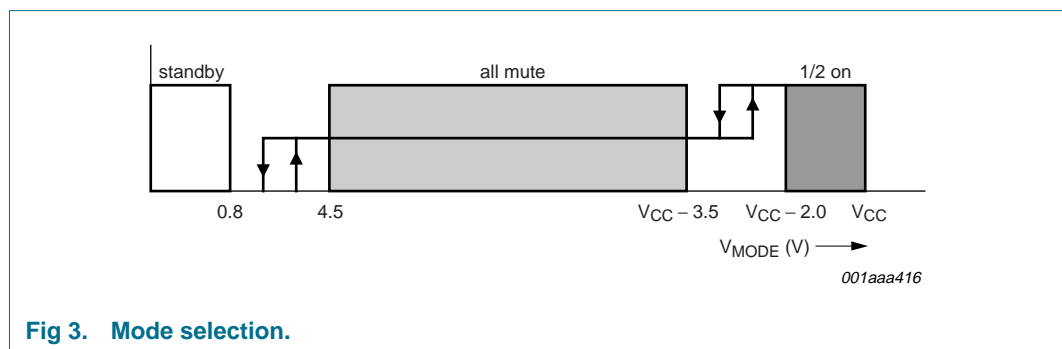 standby all mute 1/2 on
0.8 4.5 VCC – 3.5 VCC – 2.0 VCC
VMODE (V)
001aaa416
Fig 3. Mode selection.